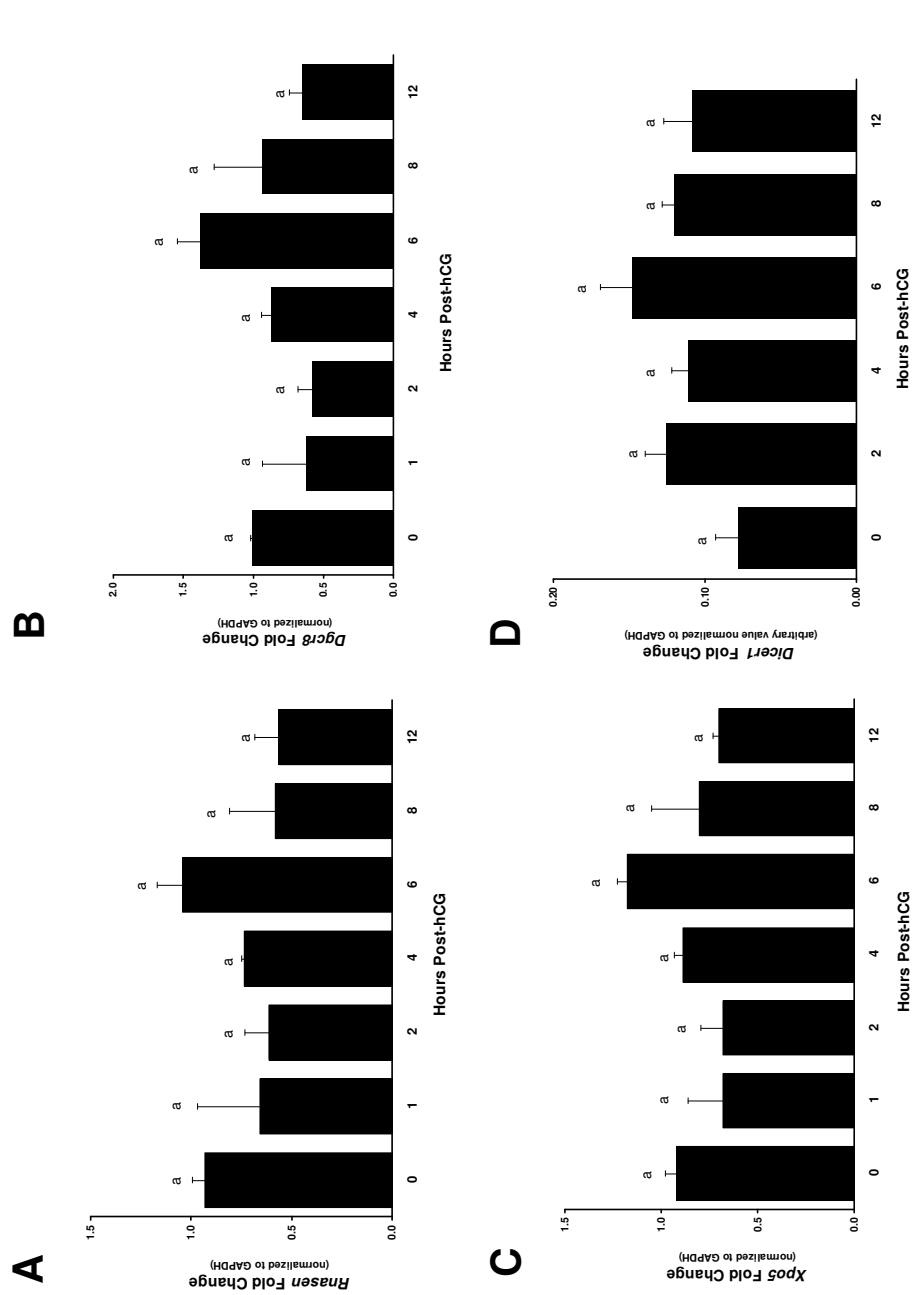 A
Rnasen Fold Change
(normalized to GAPDH)
1.5
1.0
0.5
0.0
a a a a a a a
0 1 2 4 6 8 12
Hours Post-hCG
B
Dgcr8 Fold Change
(normalized to GAPDH)
2.0
1.5
1.0
0.5
0.0
a a a a a a a
0 1 2 4 6 8 12
Hours Post-hCG
C
Xpo5 Fold Change
(normalized to GAPDH)
1.5
1.0
0.5
0.0
a a a a a a a
0 1 2 4 6 8 12
Hours Post-hCG
D
Dicer1 Fold Change
(arbitrary value normalized to GAPDH)
0.20
0.10
0.00
a a a a a a
0 2 4 6 8 12
Hours Post-hCG